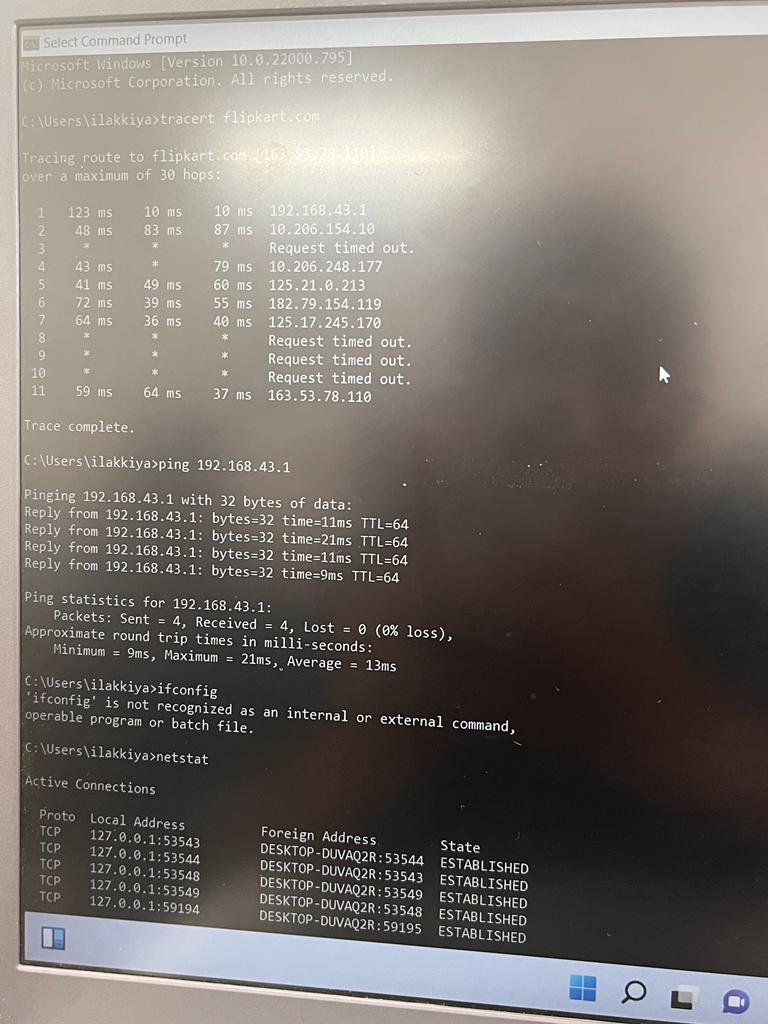 Select Command Prompt
Microsoft Windows [Version 10.0.22000.795]
(c) Microsoft Corporation. All rights reserved.
C:\Users\ilakkiya>tracert flipkart.com
Tracing route to flipkart.com [163.53.78.110]
over a maximum of 30 hops:
1 123 ms 10 ms 10 ms 192.168.43.1
2 48 ms 83 ms 87 ms 10.206.154.10
3 * * * Request timed out.
4 43 ms * 79 ms 10.206.248.177
5 41 ms 49 ms 60 ms 125.21.0.213
6 72 ms 39 ms 55 ms 182.79.154.119
7 64 ms 36 ms 40 ms 125.17.245.170
8 * * * Request timed out.
9 * * * Request timed out.
10 * * * Request timed out.
11 59 ms 64 ms 37 ms 163.53.78.110
Trace complete.
C:\Users\ilakkiya>ping 192.168.43.1
Pinging 192.168.43.1 with 32 bytes of data:
Reply from 192.168.43.1: bytes=32 time=11ms TTL=64
Reply from 192.168.43.1: bytes=32 time=21ms TTL=64
Reply from 192.168.43.1: bytes=32 time=11ms TTL=64
Reply from 192.168.43.1: bytes=32 time=9ms TTL=64
Ping statistics for 192.168.43.1:
Packets: Sent = 4, Received = 4, Lost = 0 (0% loss),
Approximate round trip times in milli-seconds:
Minimum = 9ms, Maximum = 21ms, Average = 13ms
C:\Users\ilakkiya>ifconfig
'ifconfig' is not recognized as an internal or external command,
operable program or batch file.
C:\Users\ilakkiya>netstat
Active Connections
Proto Local Address Foreign Address State
TCP 127.0.0.1:53543 DESKTOP-DUVAQ2R:53544 ESTABLISHED
TCP 127.0.0.1:53544 DESKTOP-DUVAQ2R:53543 ESTABLISHED
TCP 127.0.0.1:53548 DESKTOP-DUVAQ2R:53549 ESTABLISHED
TCP 127.0.0.1:53549 DESKTOP-DUVAQ2R:53548 ESTABLISHED
TCP 127.0.0.1:59194 DESKTOP-DUVAQ2R:59195 ESTABLISHED